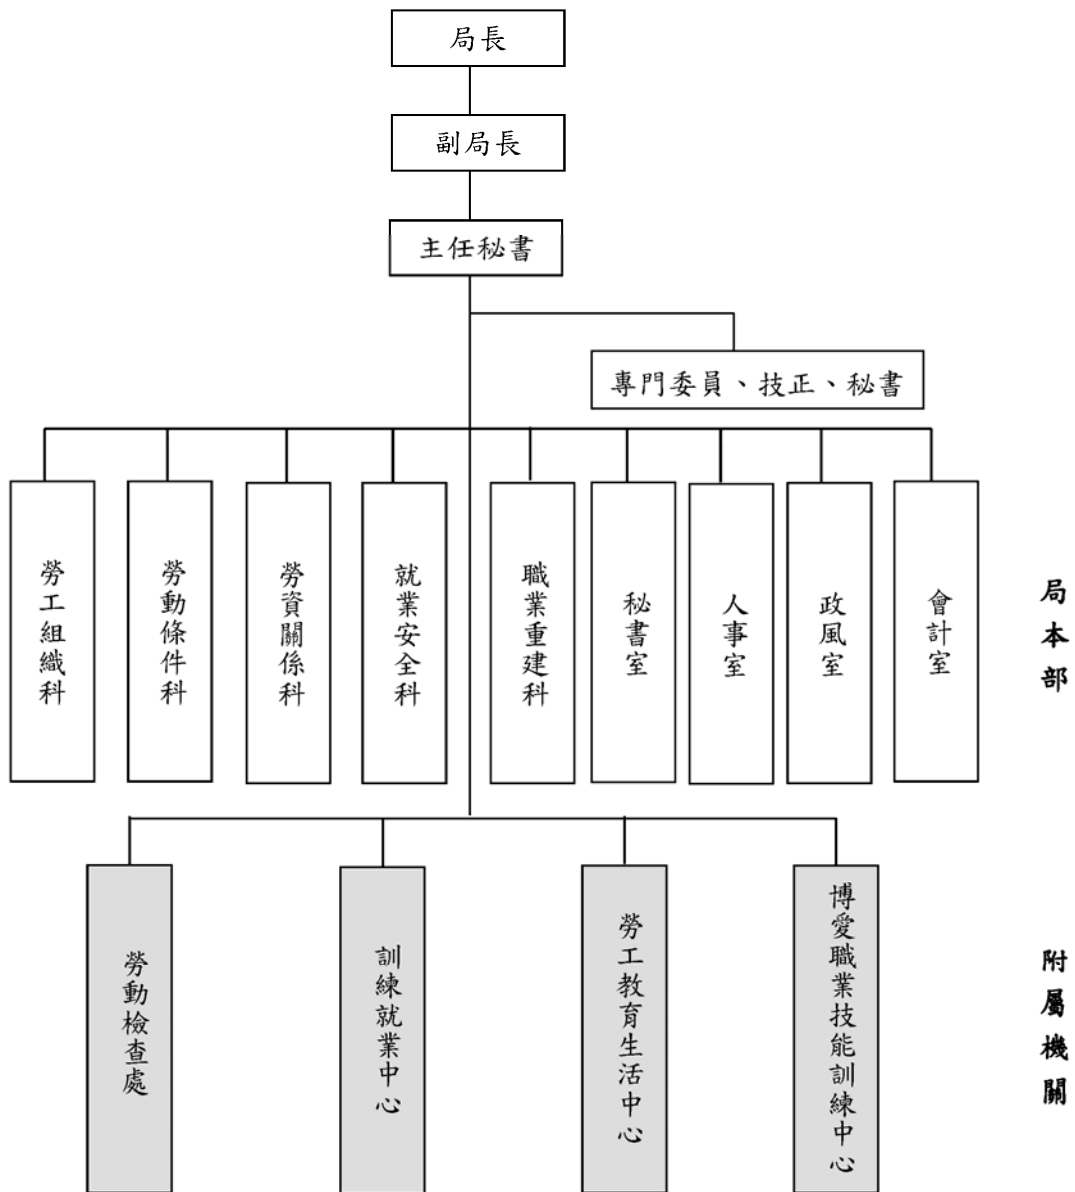 局長
副局長
主任秘書
專門委員、技正、秘書
勞工組織科
勞動條件科
勞資關係科
就業安全科
職業重建科
秘書室
人事室
政風室
會計室
局本部
勞動檢查處
訓練就業中心
勞工教育生活中心
博愛職業技能訓練中心
附屬機關